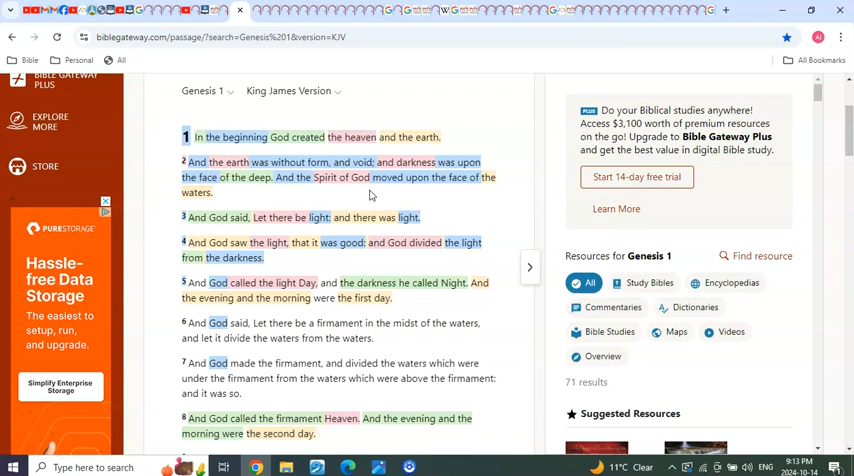 biblegateway.com/passage/?search=Genesis%201&version=KJV
AI
Bible
Personal
All
All Bookmarks
BIBLE GATEWAY
PLUS
EXPLORE
MORE
STORE
PURESTORAGE
Hassle-
free Data
Storage
The easiest to
setup, run,
and upgrade.
Simplify Enterprise
Storage
Genesis 1
King James Version
1 In the beginning God created the heaven and the earth.
2 And the earth was without form, and void; and darkness was upon
the face of the deep. And the Spirit of God moved upon the face of the
waters.
3 And God said, Let there be light: and there was light.
4 And God saw the light, that it was good: and God divided the light
from the darkness.
5 And God called the light Day, and the darkness he called Night. And
the evening and the morning were the first day.
6 And God said, Let there be a firmament in the midst of the waters,
and let it divide the waters from the waters.
7 And God made the firmament, and divided the waters which were
under the firmament from the waters which were above the firmament:
and it was so.
8 And God called the firmament Heaven. And the evening and the
morning were the second day.
PLUS Do your Biblical studies anywhere!
Access $3,100 worth of premium resources
on the go! Upgrade to Bible Gateway Plus
and get the best value in digital Bible study.
Start 14-day free trial
Learn More
Resources for Genesis 1
Find resource
All
Study Bibles
Encyclopedias
Commentaries
Dictionaries
Bible Studies
Maps
Videos
Overview
71 results
Suggested Resources
Type here to search
11°C Clear
ENG
9:13 PM
2024-10-14